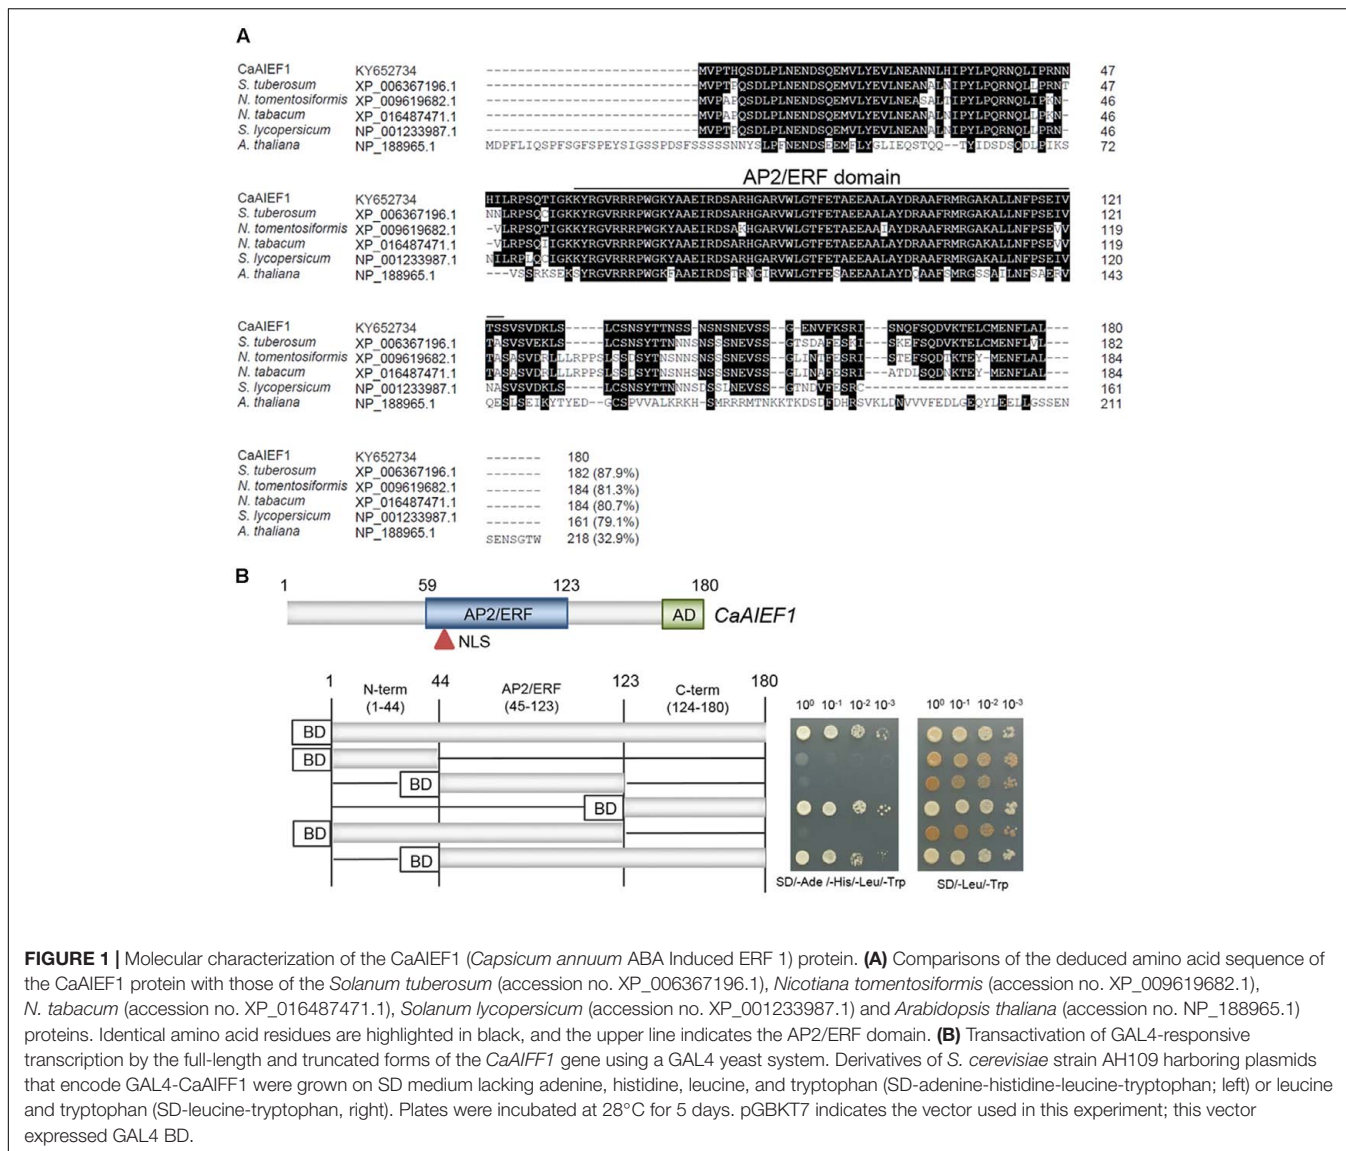 A
CaAIEF1 KY652734 ------------------------MVPTHQSDLPLNENDSQEMVLYEVLNEANNLHIPYLPQRNQLIPRNN 47
S. tuberosum XP_006367196.1 47
N. tomentosiformis XP_009619682.1 46
N. tabacum XP_016487471.1 46
S. lycopersicum NP_001233987.1 46
A. thaliana NP_188965.1 72
AP2/ERF domain
CaAIEF1 KY652734 HILRPSQTIGKKYRGVRRRPWGKYAAEIRDSARHGARVWLGTFETAEEAALAYDRAAFRMRGAKALLNFPSEIV 121
S. tuberosum XP_006367196.1 121
N. tomentosiformis XP_009619682.1 119
N. tabacum XP_016487471.1 119
S. lycopersicum NP_001233987.1 120
A. thaliana NP_188965.1 143
CaAIEF1 KY652734 TSSVSVDKLS-----LCSNSYTTNSS-NSNSNEVSS--G-ENVFKSRI---SNQFSQDVKTELCMENFLAL--- 180
S. tuberosum XP_006367196.1 182
N. tomentosiformis XP_009619682.1 184
N. tabacum XP_016487471.1 184
S. lycopersicum NP_001233987.1 161
A. thaliana NP_188965.1 211
CaAIEF1 KY652734 ------- 180
S. tuberosum XP_006367196.1 ------- 182 (87.9%)
N. tomentosiformis XP_009619682.1 ------- 184 (81.3%)
N. tabacum XP_016487471.1 ------- 184 (80.7%)
S. lycopersicum NP_001233987.1 ------- 161 (79.1%)
A. thaliana NP_188965.1 SENSGTW 218 (32.9%)
B
1 59 123 180
AP2/ERF AD CaAIEF1
NLS
1 44 123 180
N-term AP2/ERF C-term
(1-44) (45-123) (124-180)
10⁰ 10⁻¹ 10⁻² 10⁻³ 10⁰ 10⁻¹ 10⁻² 10⁻³
BD
BD
BD
BD
BD
BD
SD/-Ade /-His/-Leu/-Trp SD/-Leu/-Trp
FIGURE 1 | Molecular characterization of the CaAIEF1 (Capsicum annuum ABA Induced ERF 1) protein. (A) Comparisons of the deduced amino acid sequence of
the CaAIEF1 protein with those of the Solanum tuberosum (accession no. XP_006367196.1), Nicotiana tomentosiformis (accession no. XP_009619682.1),
N. tabacum (accession no. XP_016487471.1), Solanum lycopersicum (accession no. XP_001233987.1) and Arabidopsis thaliana (accession no. NP_188965.1)
proteins. Identical amino acid residues are highlighted in black, and the upper line indicates the AP2/ERF domain. (B) Transactivation of GAL4-responsive
transcription by the full-length and truncated forms of the CaAIFF1 gene using a GAL4 yeast system. Derivatives of S. cerevisiae strain AH109 harboring plasmids
that encode GAL4-CaAIFF1 were grown on SD medium lacking adenine, histidine, leucine, and tryptophan (SD-adenine-histidine-leucine-tryptophan; left) or leucine
and tryptophan (SD-leucine-tryptophan, right). Plates were incubated at 28°C for 5 days. pGBKT7 indicates the vector used in this experiment; this vector
expressed GAL4 BD.